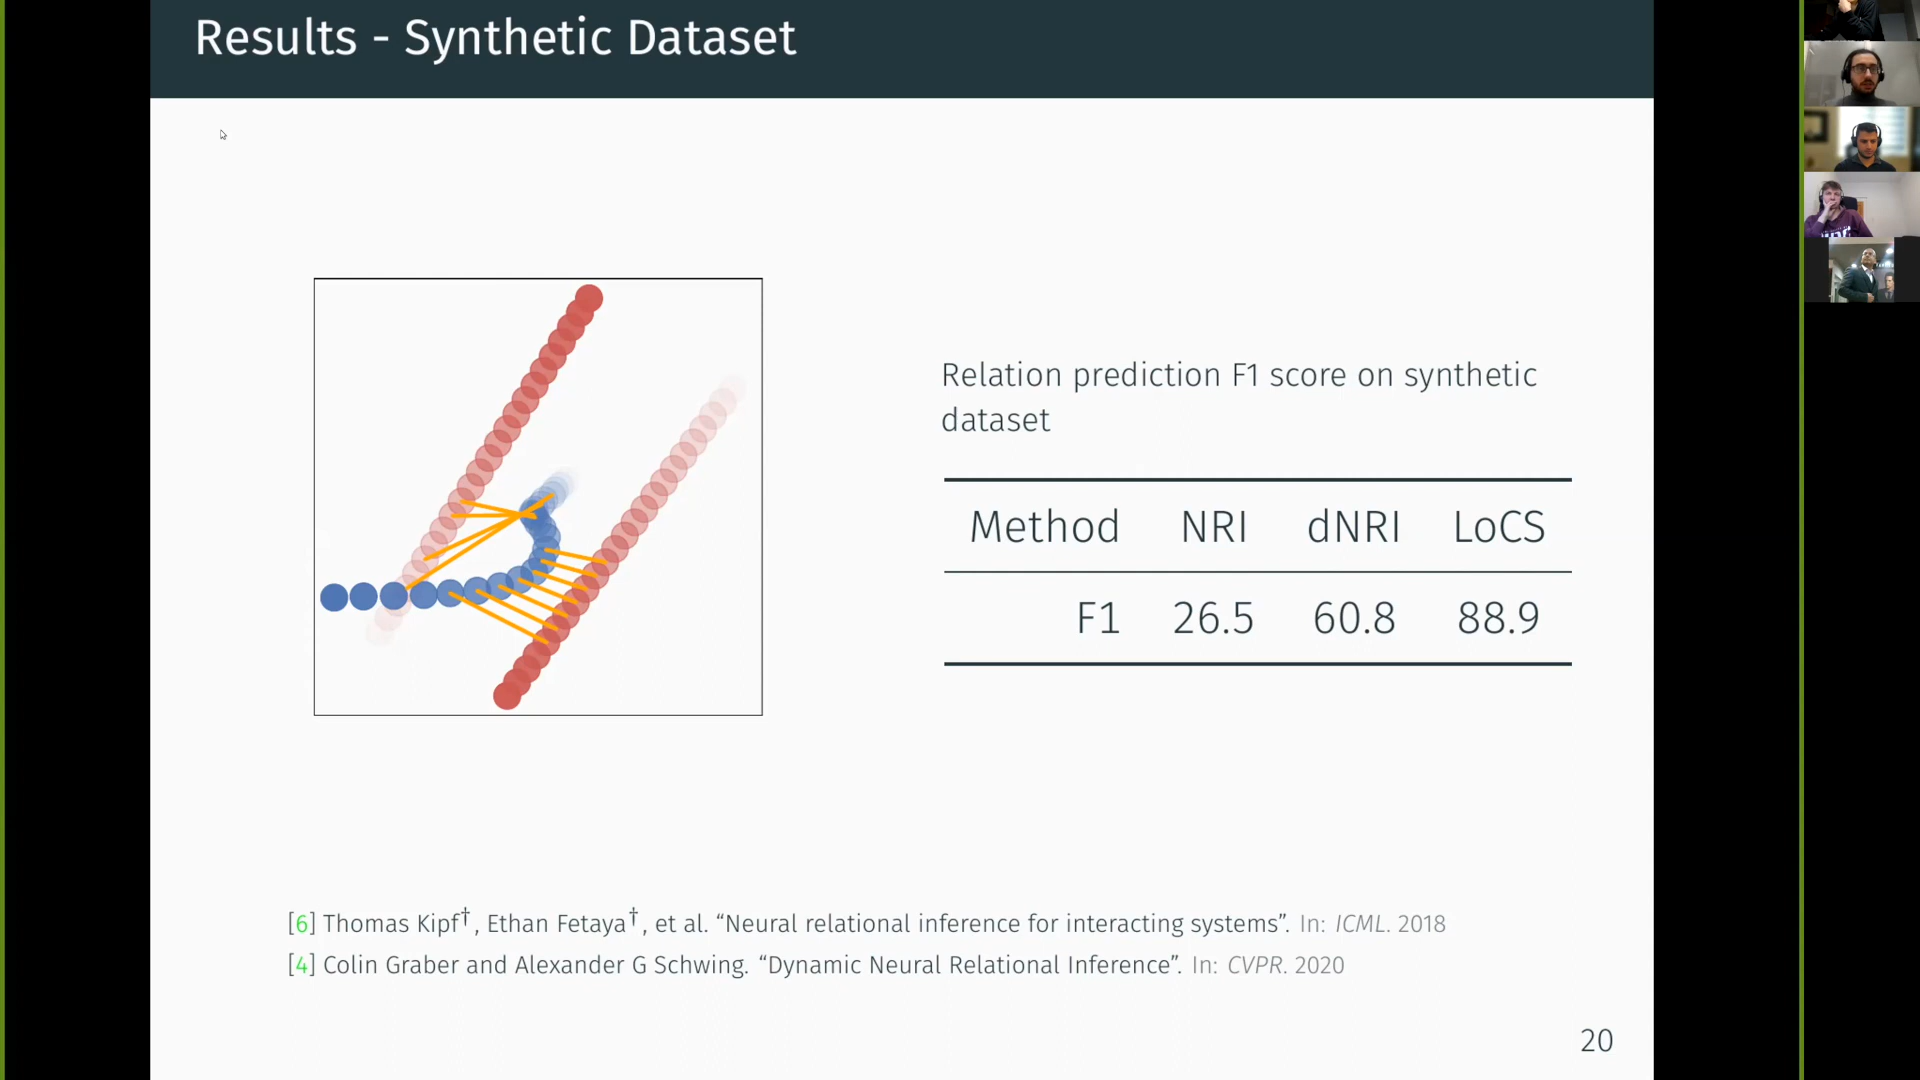 Results - Synthetic Dataset
Relation prediction F1 score on synthetic
dataset
Method NRI dNRI LoCS
F1 26.5 60.8 88.9
[6] Thomas Kipf†, Ethan Fetaya†, et al. “Neural relational inference for interacting systems”. In: ICML. 2018
[4] Colin Graber and Alexander G Schwing. “Dynamic Neural Relational Inference”. In: CVPR. 2020
20